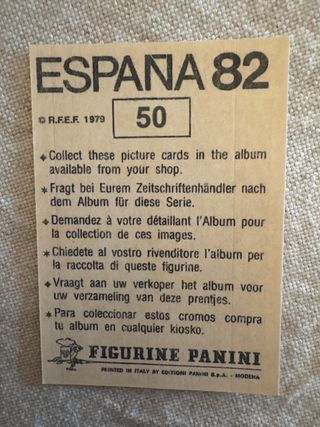 ESPAÑA 82
© R.F.E.F. 1979
50
✦ Collect these picture cards in the album
available from your shop.
✶ Fragt bei Eurem Zeitschriftenhändler nach
dem Album für diese Serie.
✦ Demandez à votre détaillant l'Album pour
la collection de ces images.
✶ Chiedete al vostro rivenditore l'album per
la raccolta di queste figurine.
✦ Vraagt aan uw verkoper het album voor
uw verzameling van deze prentjes.
✶ Para coleccionar estos cromos compra
tu album en cualquier kiosko.
FIGURINE PANINI
PRINTED IN ITALY BY EDIZIONI PANINI S.p.A. - MODENA